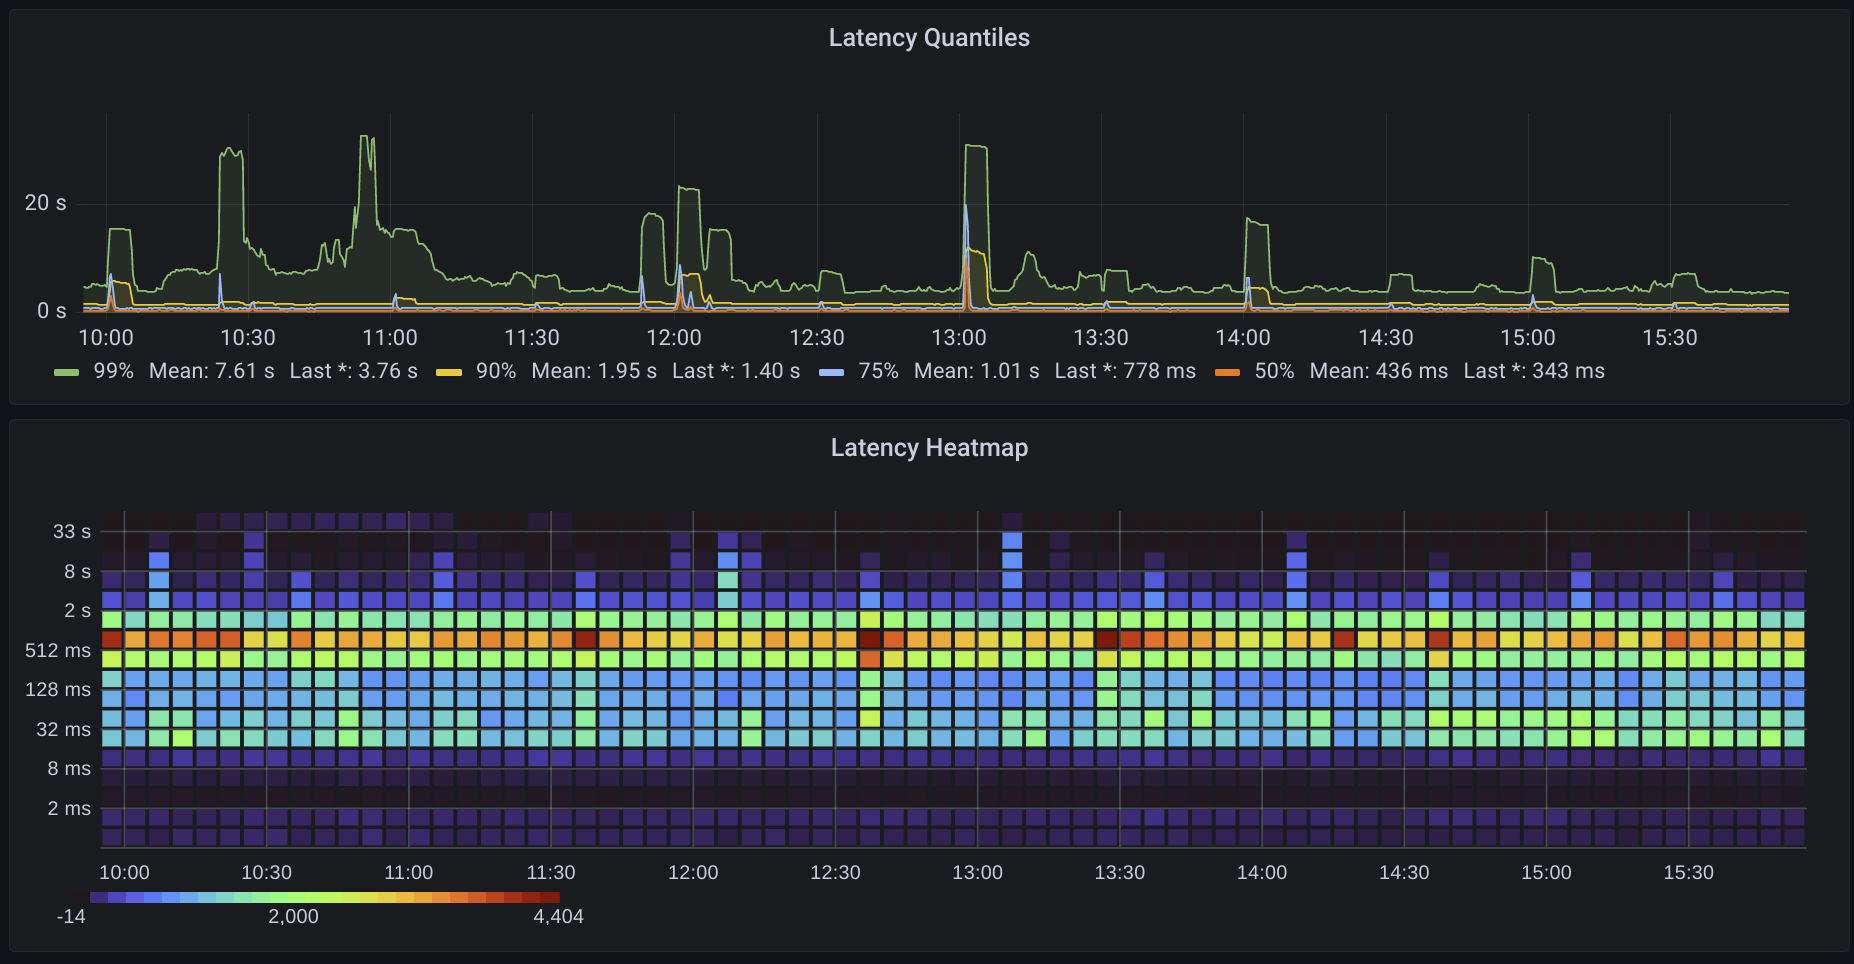 Latency Quantiles
20 s
0 s
10:00 10:30 11:00 11:30 12:00 12:30 13:00 13:30 14:00 14:30 15:00 15:30
99% Mean: 7.61 s Last *: 3.76 s 90% Mean: 1.95 s Last *: 1.40 s 75% Mean: 1.01 s Last *: 778 ms 50% Mean: 436 ms Last *: 343 ms
Latency Heatmap
33 s
8 s
2 s
512 ms
128 ms
32 ms
8 ms
2 ms
10:00 10:30 11:00 11:30 12:00 12:30 13:00 13:30 14:00 14:30 15:00 15:30
-14 2,000 4,404